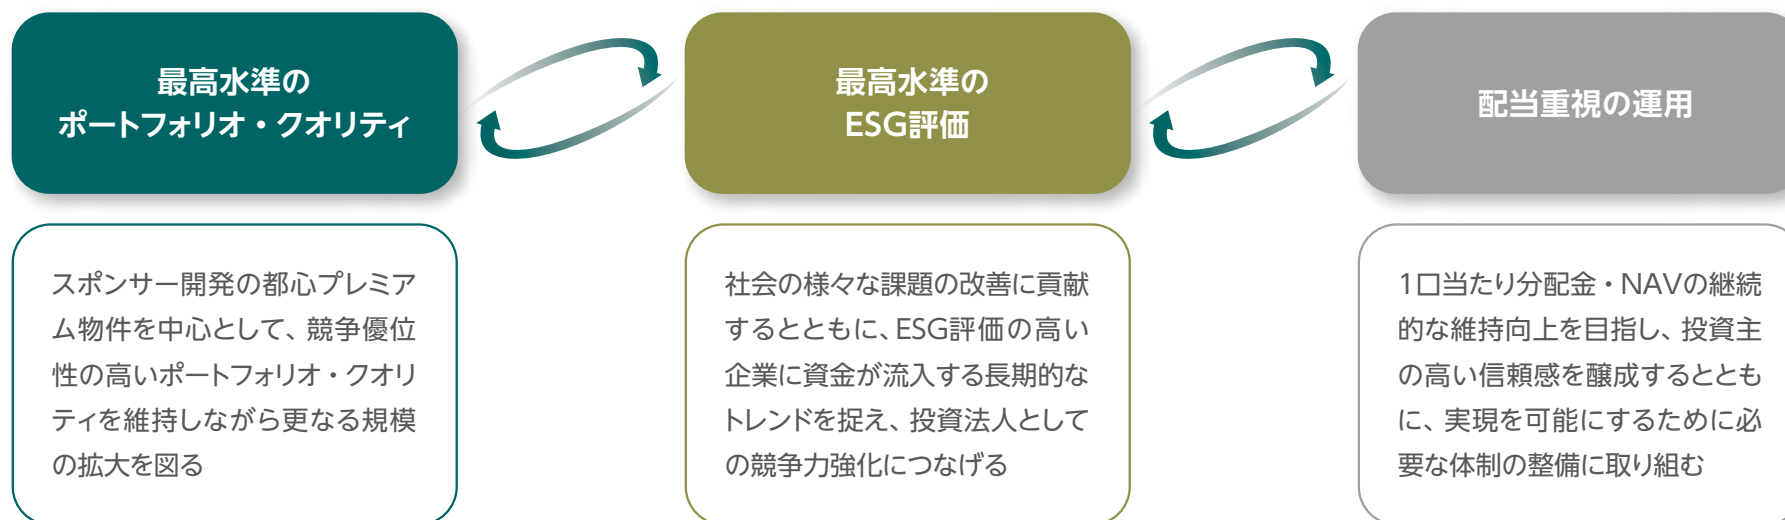 最高水準の
ポートフォリオ・クオリティ
スポンサー開発の都心プレミア
ム物件を中心として、競争優位
性の高いポートフォリオ・クオリ
ティを維持しながら更なる規模
の拡大を図る
最高水準の
ESG評価
社会の様々な課題の改善に貢献
するとともに、ESG評価の高い
企業に資金が流入する長期的な
トレンドを捉え、投資法人として
の競争力強化につなげる
配当重視の運用
1口当たり分配金・NAVの継続
的な維持向上を目指し、投資主
の高い信頼感を醸成するととも
に、実現を可能にするために必
要な体制の整備に取り組む